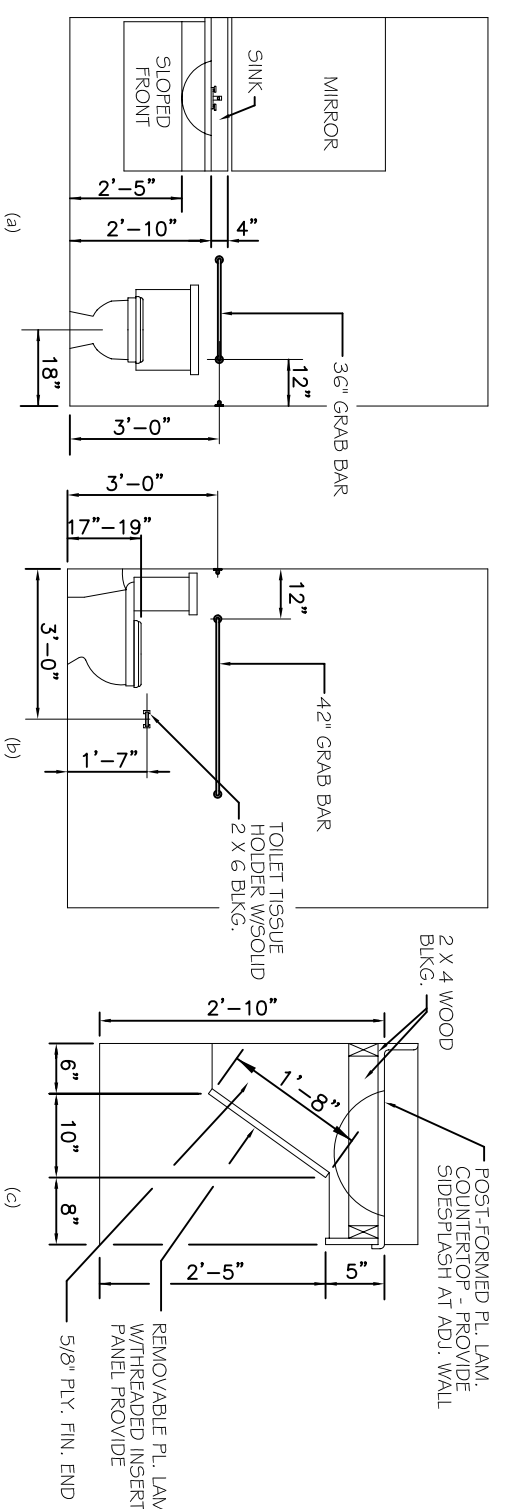 MIRROR
SINK
SLOPED
FRONT
2'-5"
2'-10"
4"
36" GRAB BAR
12"
18"
3'-0"
(a)
3'-0"
17"-19"
12"
42" GRAB BAR
3'-0"
1'-7"
TOILET TISSUE
HOLDER W/SOLID
2 X 6 BLKG.
(b)
2 X 4 WOOD
BLKG.
POST-FORMED PL. LAM.
COUNTERTOP - PROVIDE
SIDESPLASH AT ADJ. WALL
2'-10"
1'-8"
6"
10"
8"
2'-5"
5"
REMOVABLE PL. LAM
W/THREADED INSERT
PANEL PROVIDE
5/8" PLY. FIN. END
(c)